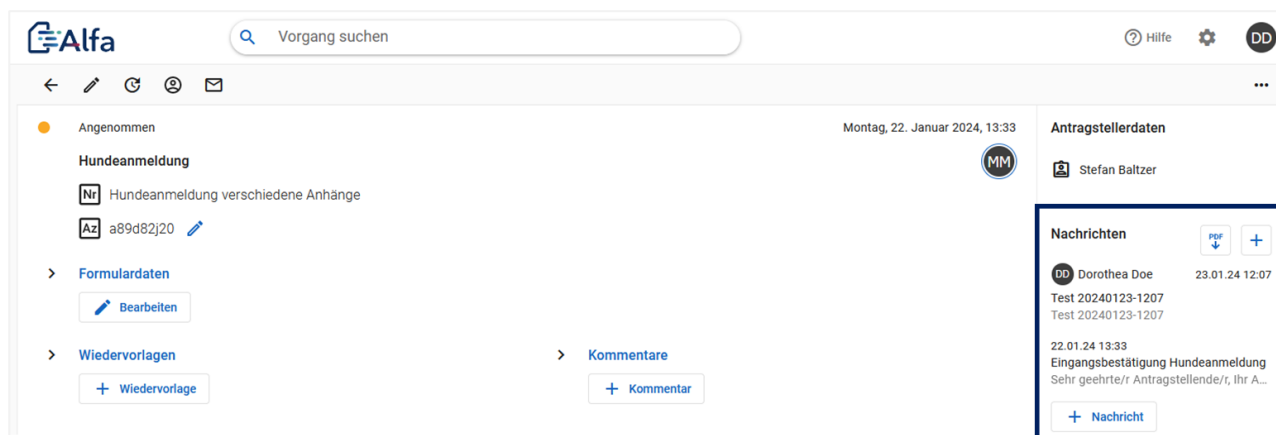 Alfa
Vorgang suchen
Hilfe
DD
Angenommen
Montag, 22. Januar 2024, 13:33
Hundeanmeldung
MM
Nr Hundeanmeldung verschiedene Anhänge
Az a89d82j20
Formulardaten
Bearbeiten
Wiedervorlagen
+ Wiedervorlage
Kommentare
+ Kommentar
Antragstellerdaten
Stefan Baltzer
Nachrichten
PDF
+
DD Dorothea Doe 23.01.24 12:07
Test 20240123-1207
Test 20240123-1207
22.01.24 13:33
Eingangsbestätigung Hundeanmeldung
Sehr geehrte/r Antragstellende/r, Ihr A...
+ Nachricht